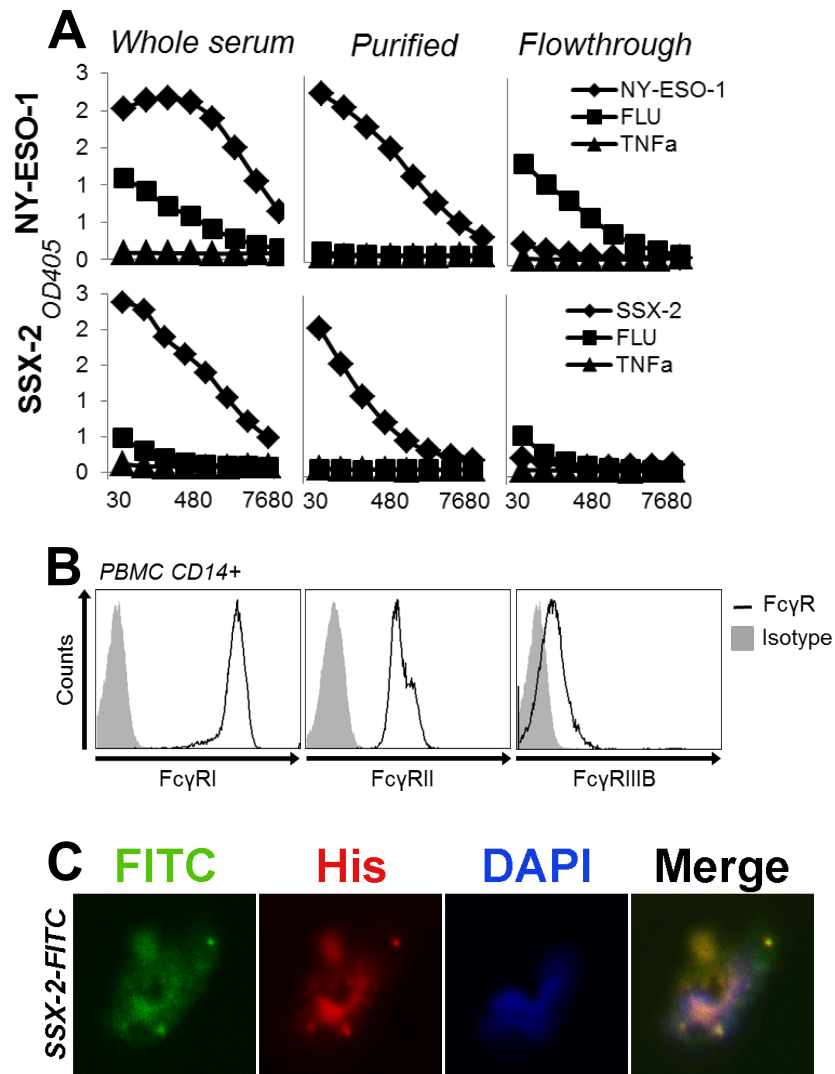 A
Whole serum
Purified
Flowthrough
NY-ESO-1
3
2
2
1
1
0
NY-ESO-1
FLU
TNFa
OD405
SSX-2
3
2
2
1
1
0
SSX-2
FLU
TNFa
30 480 7680
30 480 7680
30 480 7680
B
PBMC CD14+
Counts
FcγR
Isotype
FcγRI
FcγRII
FcγRIIIB
C
FITC
His
DAPI
Merge
SSX-2-FITC